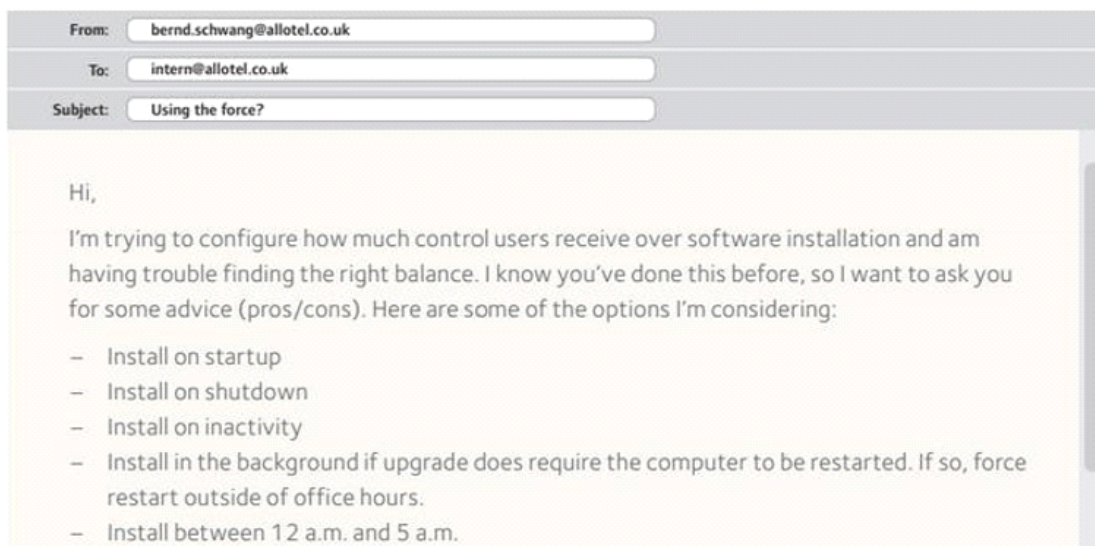 From: bernd.schwang@allotel.co.uk
To: intern@allotel.co.uk
Subject: Using the force?
Hi,
I'm trying to configure how much control users receive over software installation and am
having trouble finding the right balance. I know you've done this before, so I want to ask you
for some advice (pros/cons). Here are some of the options I'm considering:
– Install on startup
– Install on shutdown
– Install on inactivity
– Install in the background if upgrade does require the computer to be restarted. If so, force
restart outside of office hours.
– Install between 12 a.m. and 5 a.m.